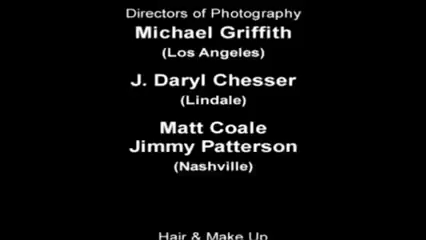 Directors of Photography
Michael Griffith
(Los Angeles)
J. Daryl Chesser
(Lindale)
Matt Coale
Jimmy Patterson
(Nashville)
Hair & Make Up